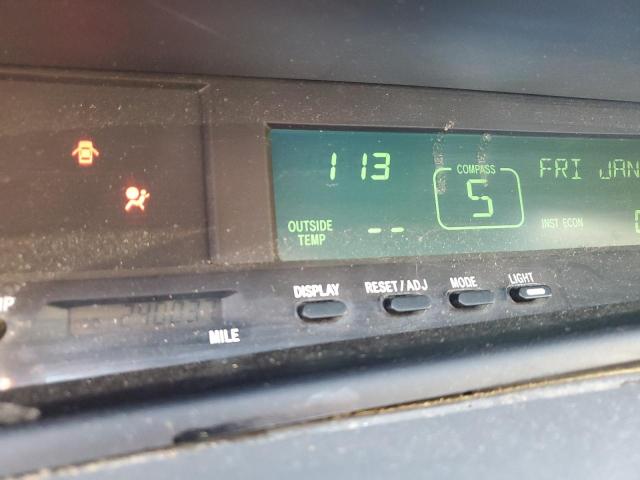 113
COMPASS
S
FRI JAN
OUTSIDE
TEMP
--
INST ECON
DISPLAY
RESET/ADJ
MODE
LIGHT
MILE